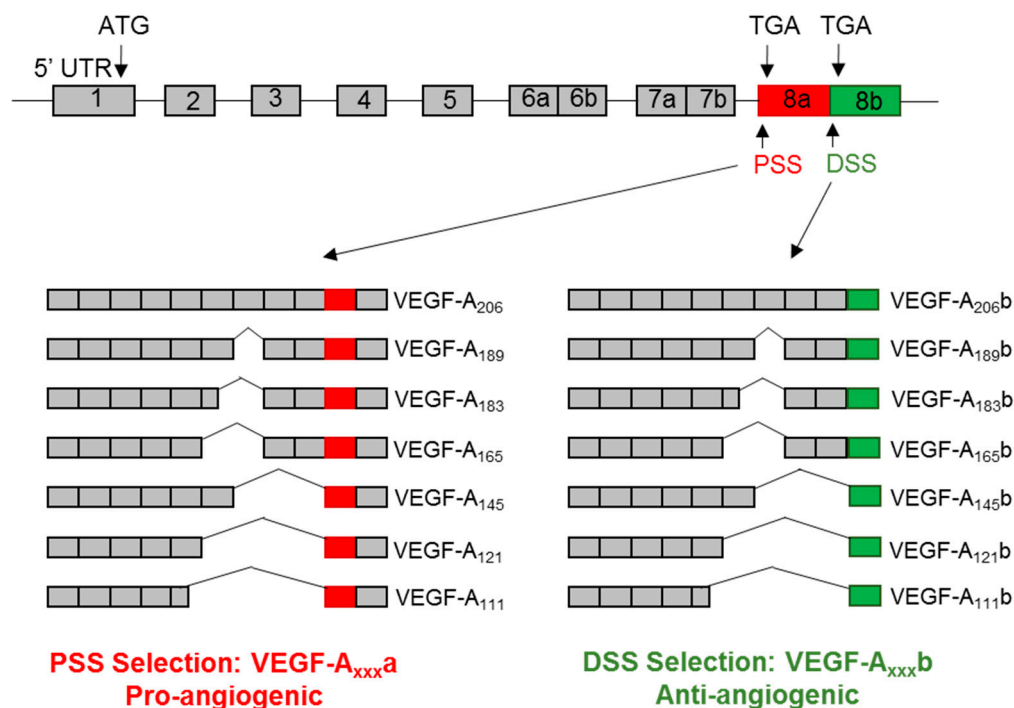 ATG
TGA TGA
5' UTR
1 2 3 4 5 6a 6b 7a 7b 8a 8b
PSS DSS
VEGF-A206 VEGF-A206b
VEGF-A189 VEGF-A189b
VEGF-A183 VEGF-A183b
VEGF-A165 VEGF-A165b
VEGF-A145 VEGF-A145b
VEGF-A121 VEGF-A121b
VEGF-A111 VEGF-A111b
PSS Selection: VEGF-Axxxa
Pro-angiogenic
DSS Selection: VEGF-Axxxb
Anti-angiogenic